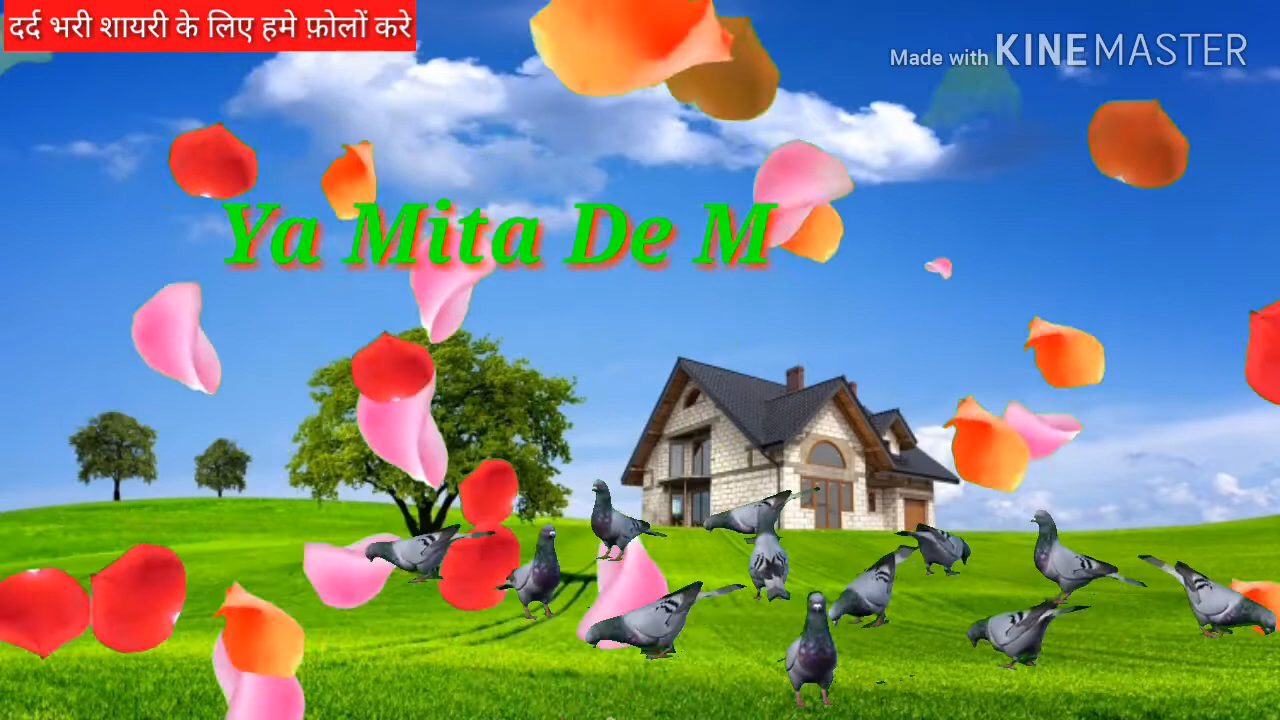 दर्द भरी शायरी के लिए हमे फ़ोलों करे
Made with KINEMASTER
Ya Mita De M